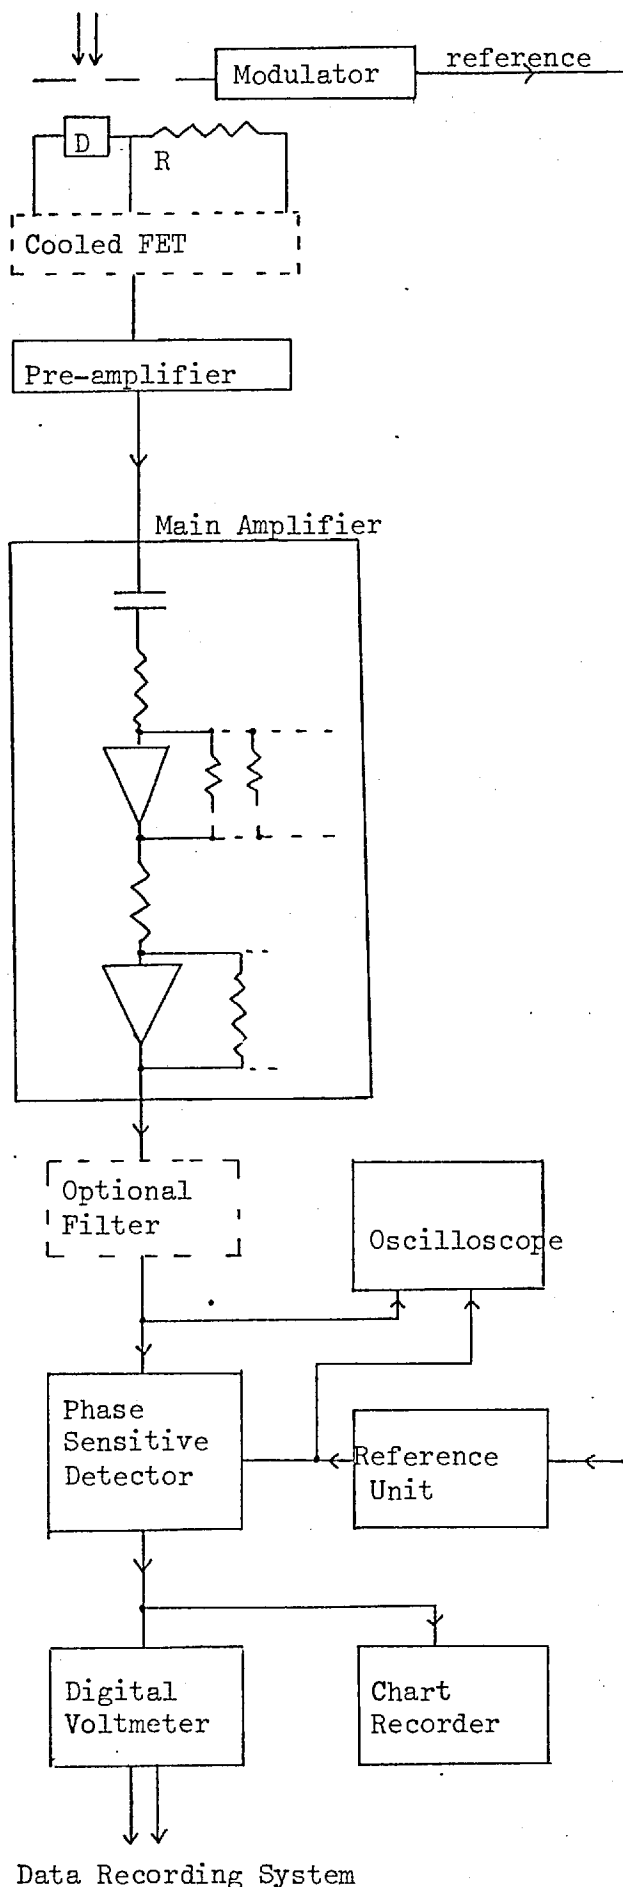 Modulator
reference
D
R
Cooled FET
Pre-amplifier
Main Amplifier
Optional
Filter
Oscilloscope
Phase
Sensitive
Detector
Reference
Unit
Digital
Voltmeter
Chart
Recorder
Data Recording System